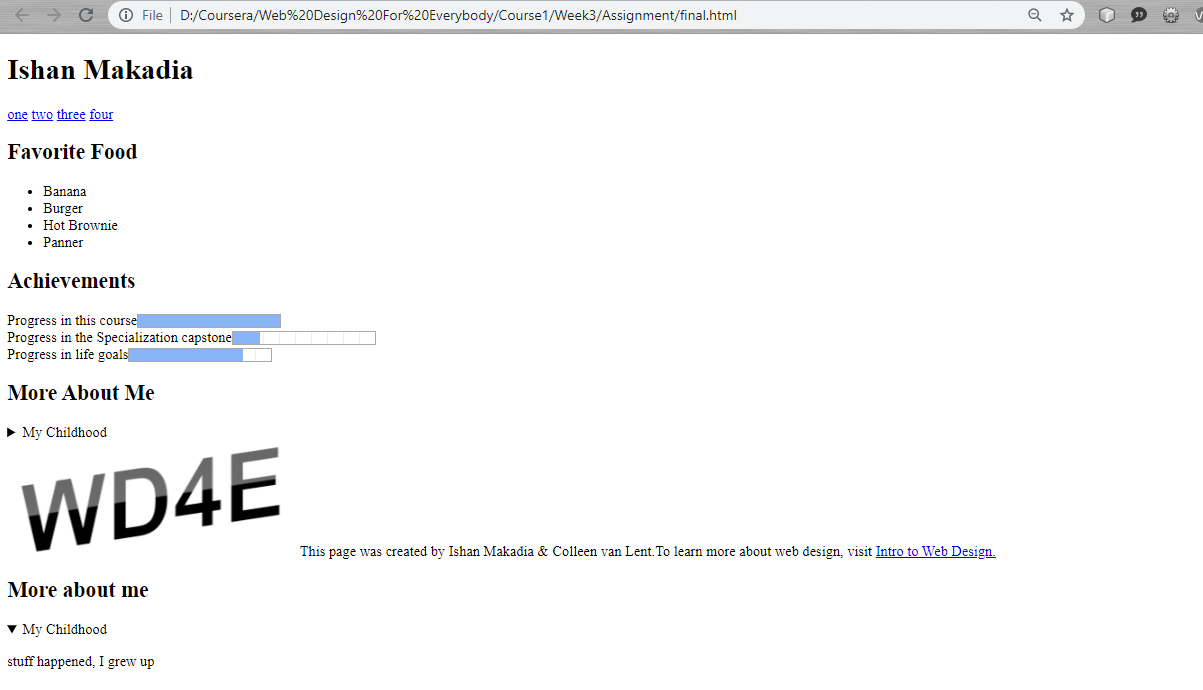 File | D:/Coursera/Web%20Design%20For%20Everybody/Course1/Week3/Assignment/final.html
Ishan Makadia
one two three four
Favorite Food
Banana
Burger
Hot Brownie
Panner
Achievements
Progress in this course
Progress in the Specialization capstone
Progress in life goals
More About Me
My Childhood
WD4E
This page was created by Ishan Makadia & Colleen van Lent.To learn more about web design, visit Intro to Web Design.
More about me
My Childhood
stuff happened, I grew up